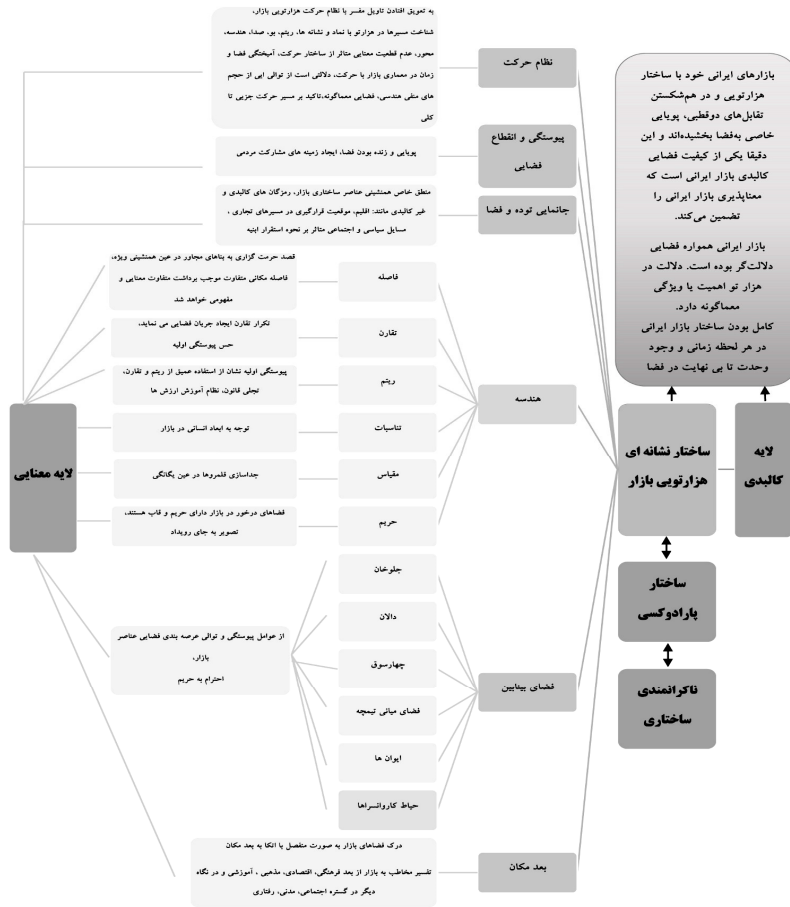 بازارهای ایرانی خود با ساختار
هزارتویی و در هم‌شکستن
تقابل‌های دوقطبی، پویایی
خاصی به‌فضا بخشیده‌اند و این
دقیقا یکی از کیفیت فضایی
کالبدی بازار ایرانی است که
معناپذیری بازار ایرانی را
تضمین می‌کند.
بازار ایرانی همواره فضایی
دلالت‌گر بوده است. دلالت در
هزار تو اهمیت یا ویژگی
معماگونه دارد.
کامل بودن ساختار بازار ایرانی
در هر لحظه زمانی و وجود
وحدت تا بی نهایت در فضا
لایه
کالبدی
ساختار نشانه ای
هزارتویی بازار
ساختار
پارادوکسی
ناکرانمندی
ساختاری
نظام حرکت
به تعویق افتادن تاویل مفسر با نظام حرکت هزارتویی بازار،
شناخت مسیرها در هزارتو با نماد و نشانه ها، ریتم، بو، صدا، هندسه،
محور، عدم قطعیت معنایی متاثر از ساختار حرکت، آمیختگی فضا و
زمان در معماری بازار با حرکت، دلالتی است از توالی ایی از حجم
های منفی هندسی، فضایی معماگونه،تاکید بر مسیر حرکت جزیی تا
کلی
پیوستگی و انقطاع
فضایی
پویایی و زنده بودن فضا، ایجاد زمینه های مشارکت مردمی
جانمایی توده و فضا
منطق خاص همنشینی عناصر ساختاری بازار، رمزگان های کالبدی و
غیر کالبدی مانند: اقلیم، موقعیت قرارگیری در مسیرهای تجاری ،
مسایل سیاسی و اجتماعی متاثر بر نحوه استقرار ابنیه
هندسه
فاصله
قصد حرمت گزاری به بناهای مجاور در عین همنشینی ویژه،
فاصله مکانی متفاوت موجب برداشت متفاوت معنایی و
مفهومی خواهد شد
تقارن
تکرار تقارن ایجاد جریان فضایی می نماید،
حس پیوستگی اولیه
ریتم
پیوستگی اولیه نشان از استفاده عمیق از ریتم و تقارن،
تجلی قانون، نظام آموزش ارزش ها
تناسبات
توجه به ابعاد انسانی در بازار
مقیاس
جداسازی قلمروها در عین یگانگی
حریم
فضاهای درخور در بازار دارای حریم و قاب هستند،
تصویر به جای رویداد
فضای بینابین
جلوخان
دالان
چهارسوق
فضای میانی تیمچه
ایوان ها
حیاط کاروانسراها
از عوامل پیوستگی و توالی عرصه بندی فضایی عناصر
بازار،
احترام به حریم
بعد مکان
درک فضاهای بازار به صورت منفصل با اتکا به بعد مکان
تفسیر مخاطب به بازار از بعد فرهنگی، اقتصادی، مذهبی ، آموزشی و در نگاه
دیگر در گستره اجتماعی، مدنی، رفتاری
لایه معنایی